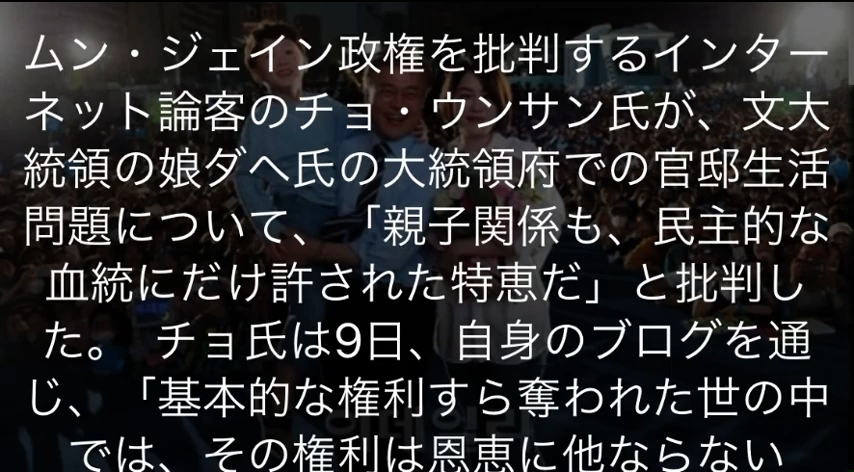 ムン・ジェイン政権を批判するインター
ネット論客のチョ・ウンサン氏が、文大
統領の娘ダヘ氏の大統領府での官邸生活
問題について、「親子関係も、民主的な
血統にだけ許された特恵だ」と批判し
た。 チョ氏は9日、自身のブログを通
じ、「基本的な権利すら奪われた世の中
では、その権利は恩恵に他ならない